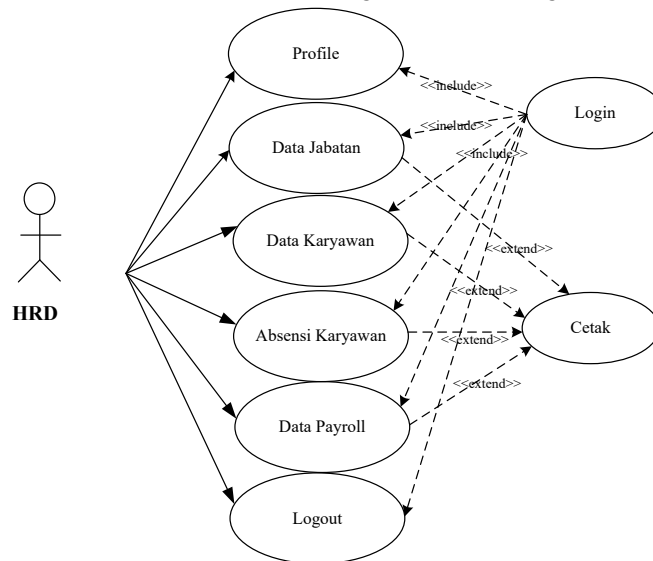 Profile
<<include>>
Login
<<include>>
Data Jabatan
<<include>>
Data Karyawan
<<extend>>
<<extend>>
HRD
Absensi Karyawan
<<extend>>
Cetak
<<extend>>
Data Payroll
Logout